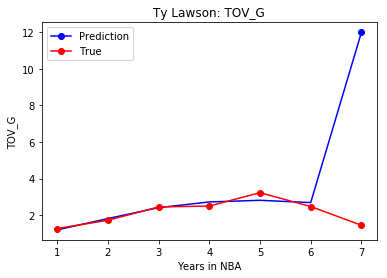 Ty Lawson: TOV_G
Prediction
True
12
10
8
6
4
2
TOV_G
1 2 3 4 5 6 7
Years in NBA